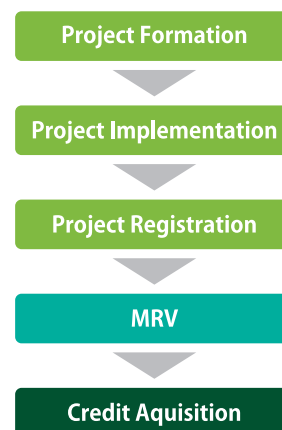 Project Formation
Project Implementation
Project Registration
MRV
Credit Aquisition